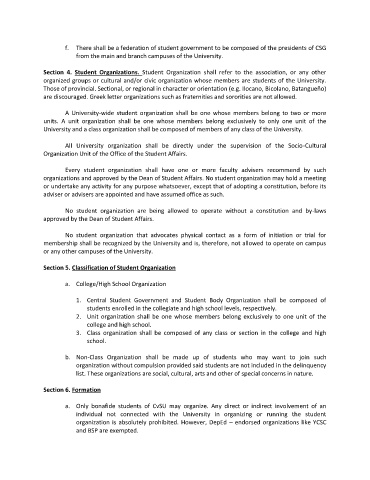 f. There shall be a federation of student government to be composed of the presidents of CSG
from the main and branch campuses of the University.
Section 4. Student Organizations. Student Organization shall refer to the association, or any other
organized groups or cultural and/or civic organization whose members are students of the University.
Those of provincial. Sectional, or regional in character or orientation (e.g. Ilocano, Bicolano, Batangueño)
are discouraged. Greek letter organizations such as fraternities and sororities are not allowed.
A University-wide student organization shall be one whose members belong to two or more
units. A unit organization shall be one whose members belong exclusively to only one unit of the
University and a class organization shall be composed of members of any class of the University.
All University organization shall be directly under the supervision of the Socio-Cultural
Organization Unit of the Office of the Student Affairs.
Every student organization shall have one or more faculty advisers recommend by such
organizations and approved by the Dean of Student Affairs. No student organization may hold a meeting
or undertake any activity for any purpose whatsoever, except that of adopting a constitution, before its
adviser or advisers are appointed and have assumed office as such.
No student organization are being allowed to operate without a constitution and by-laws
approved by the Dean of Student Affairs.
No student organization that advocates physical contact as a form of initiation or trial for
membership shall be recognized by the University and is, therefore, not allowed to operate on campus
or any other campuses of the University.
Section 5. Classification of Student Organization
a. College/High School Organization
1. Central Student Government and Student Body Organization shall be composed of
students enrolled in the collegiate and high school levels, respectively.
2. Unit organization shall be one whose members belong exclusively to one unit of the
college and high school.
3. Class organization shall be composed of any class or section in the college and high
school.
b. Non-Class Organization shall be made up of students who may want to join such
organization without compulsion provided said students are not included in the delinquency
list. These organizations are social, cultural, arts and other of special concerns in nature.
Section 6. Formation
a. Only bonafide students of CvSU may organize. Any direct or indirect involvement of an
individual not connected with the University in organizing or running the student
organization is absolutely prohibited. However, DepEd – endorsed organizations like YCSC
and BSP are exempted.